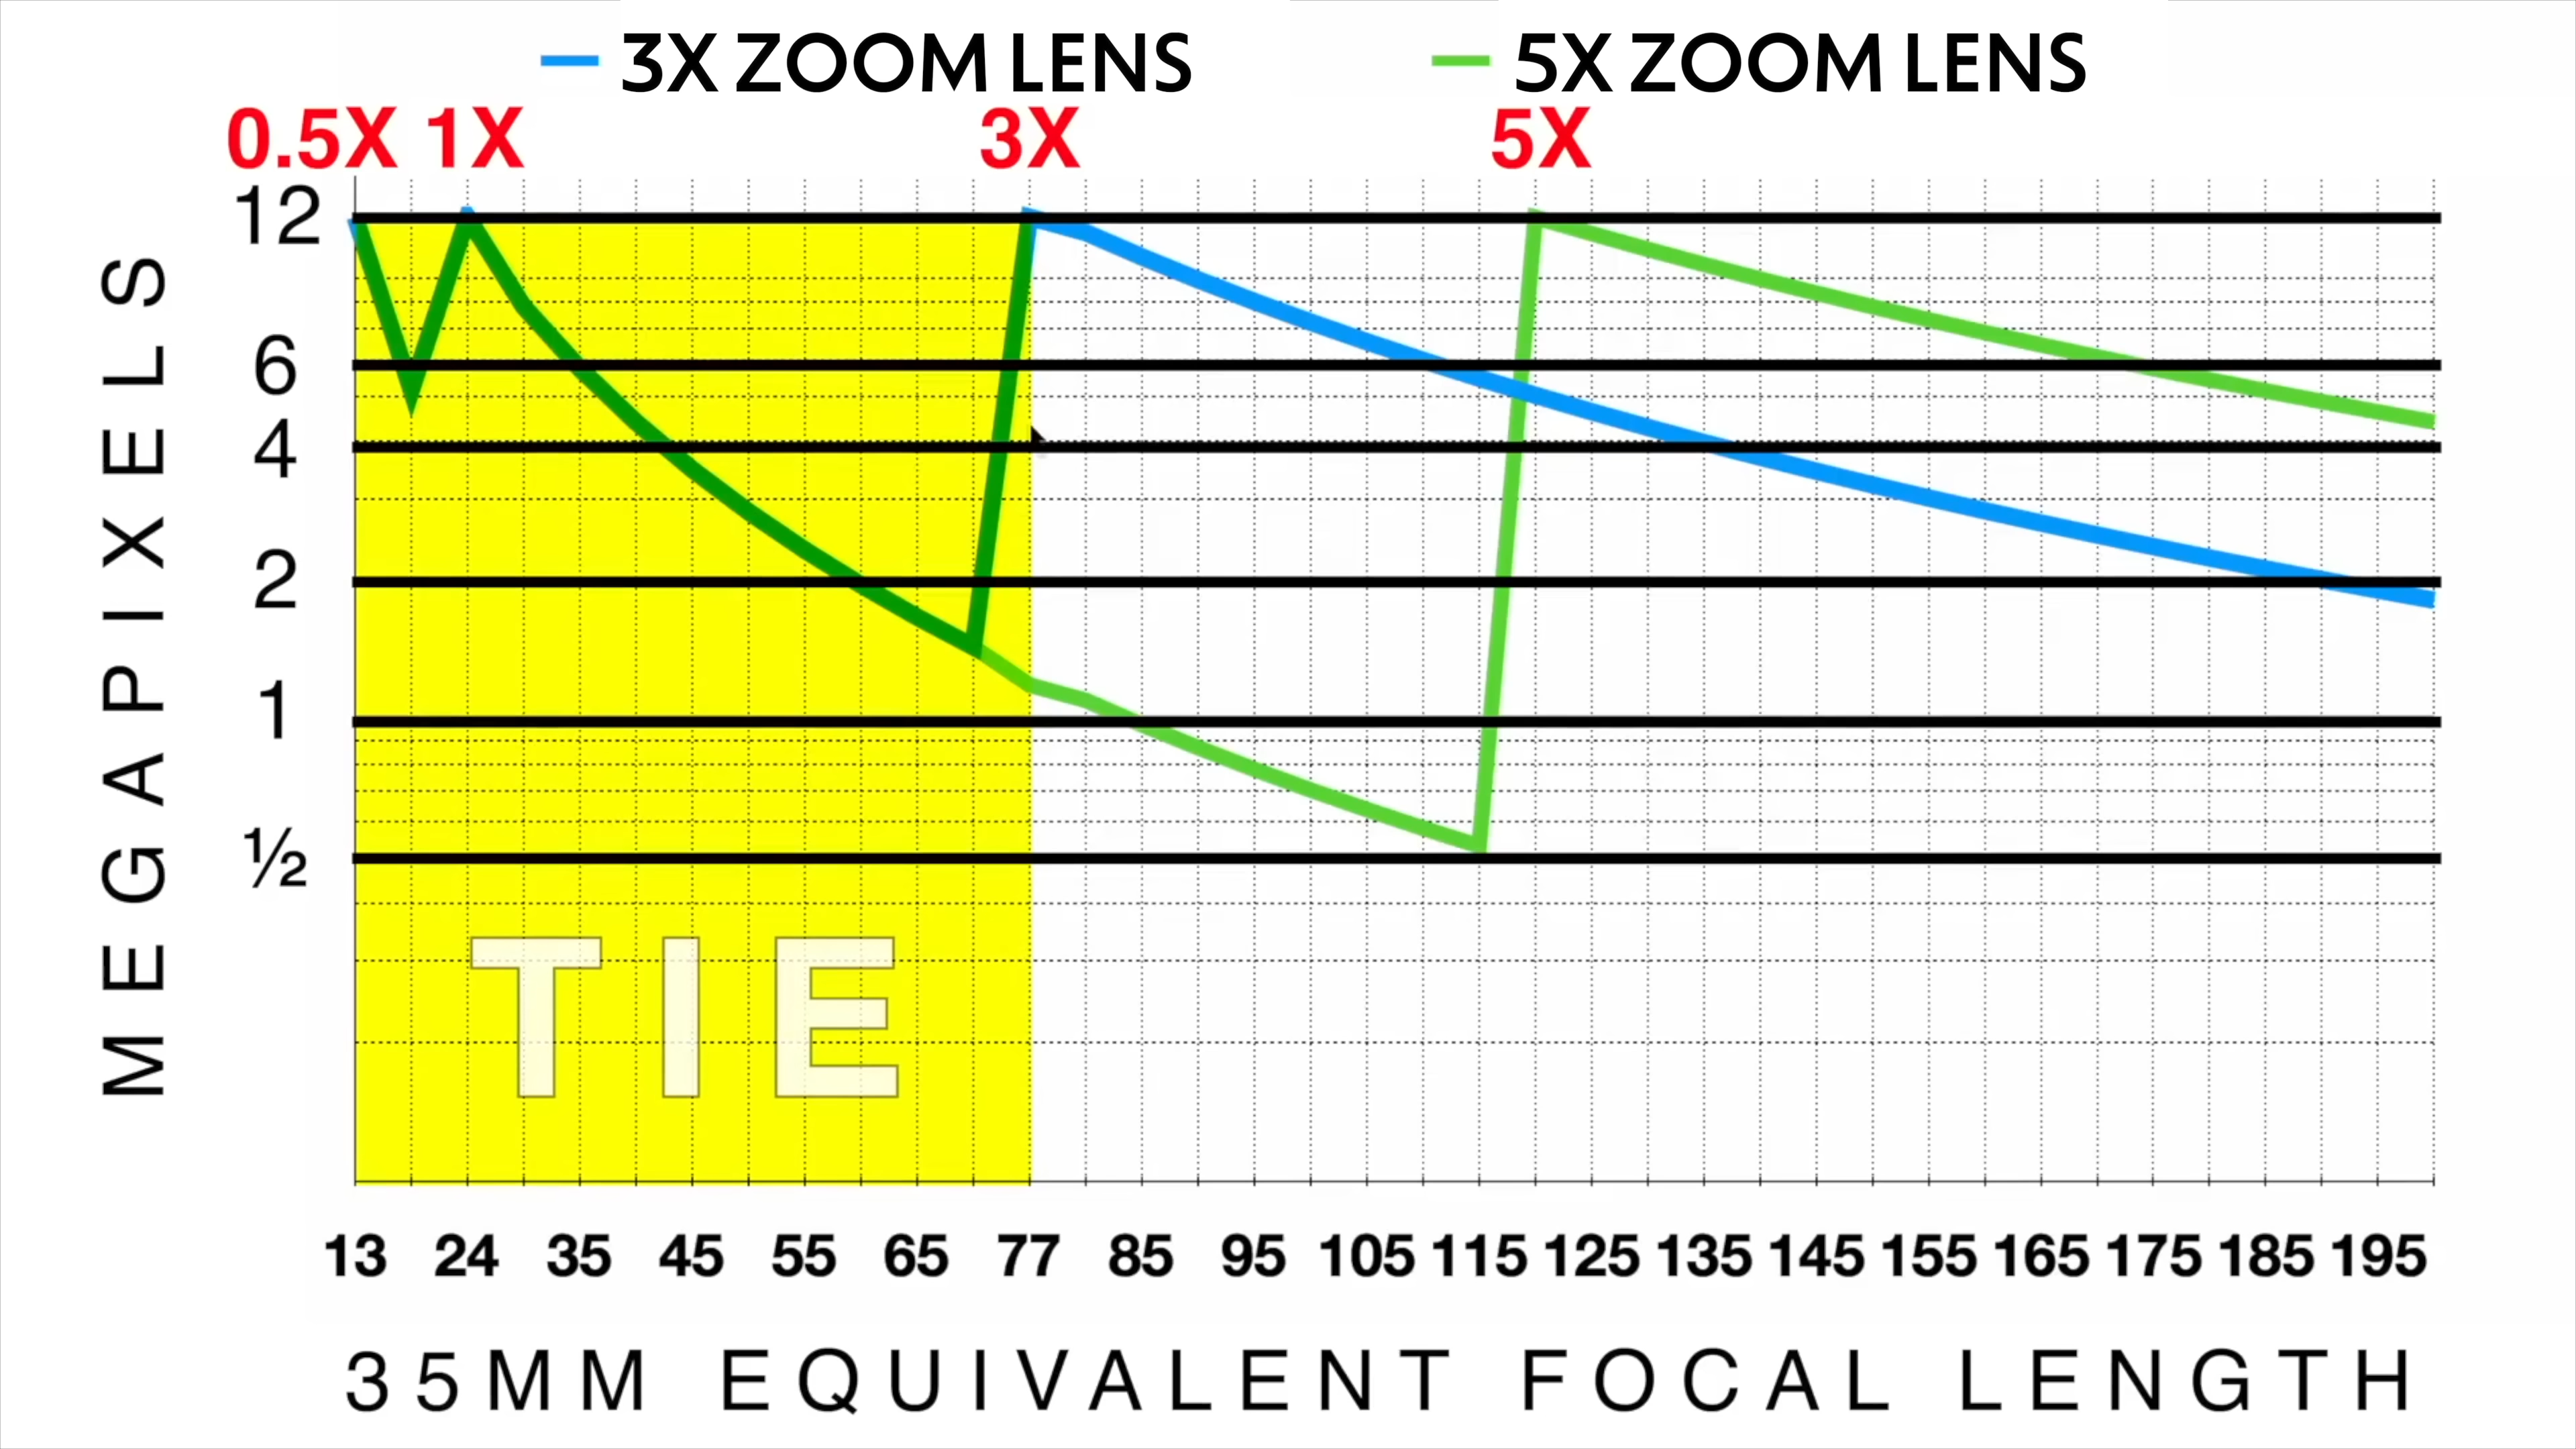 3X ZOOM LENS 5X ZOOM LENS
0.5X 1X 3X 5X
12
6
4
2
1
½
MEGAPIXELS
TIE
13 24 35 45 55 65 77 85 95 105 115 125 135 145 155 165 175 185 195
35MM EQUIVALENT FOCAL LENGTH